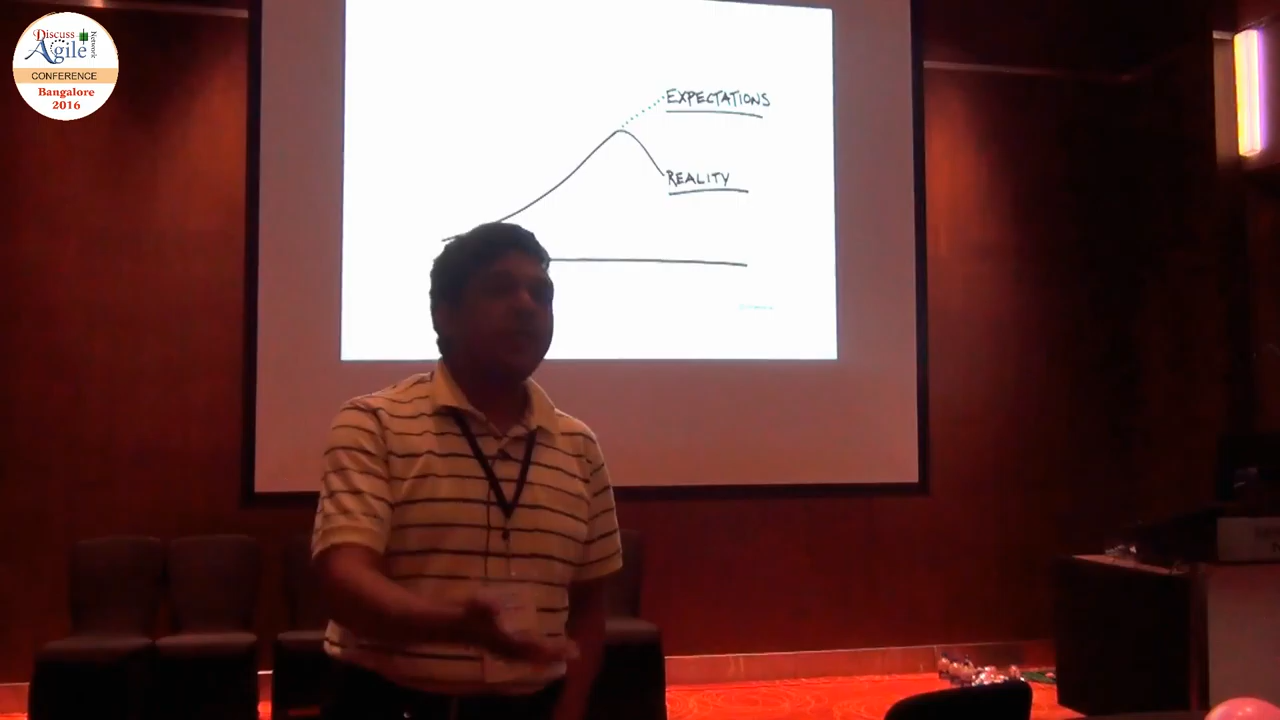 Discuss
Agile
Network
CONFERENCE
Bangalore
2016
EXPECTATIONS
REALITY